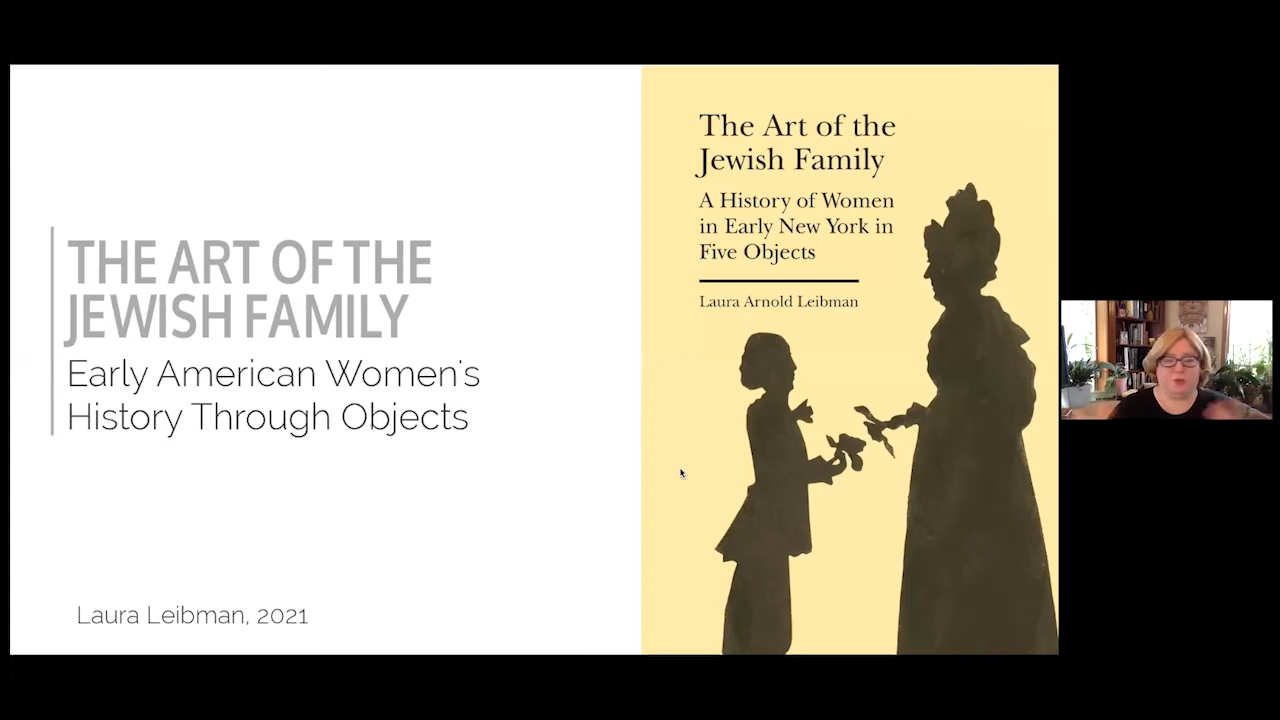 THE ART OF THE
JEWISH FAMILY
Early American Women's
History Through Objects
Laura Leibman, 2021
The Art of the
Jewish Family
A History of Women
in Early New York in
Five Objects
Laura Arnold Leibman